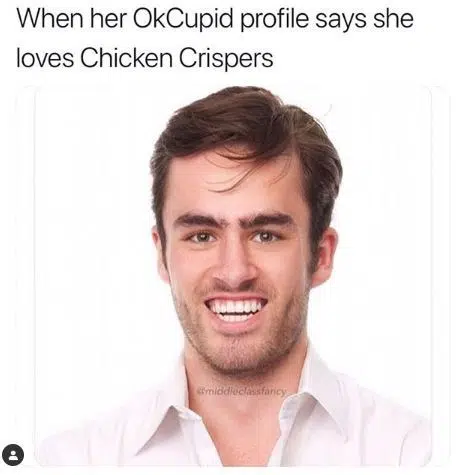 When her OkCupid profile says she
loves Chicken Crispers
@middleclassfancy